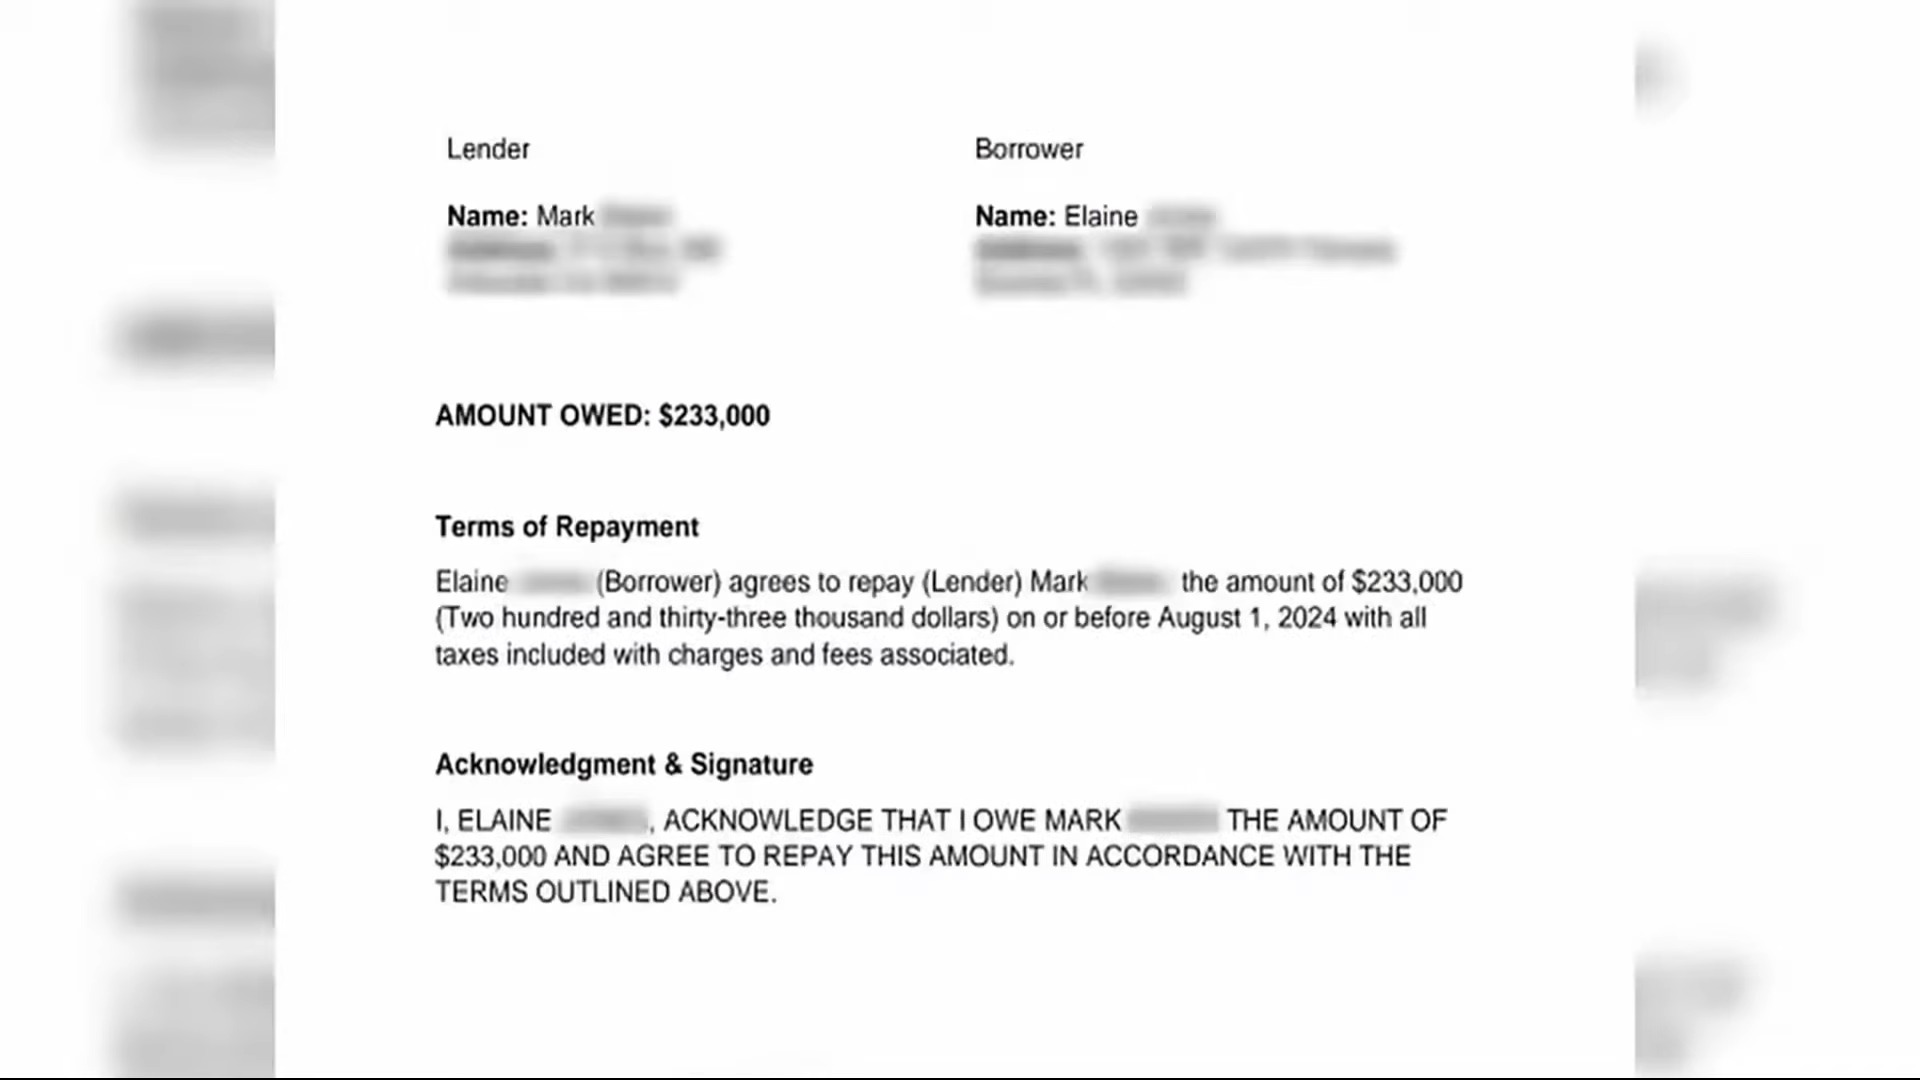 Lender
Borrower
Name: Mark
Name: Elaine
AMOUNT OWED: $233,000
Terms of Repayment
Elaine (Borrower) agrees to repay (Lender) Mark the amount of $233,000
(Two hundred and thirty-three thousand dollars) on or before August 1, 2024 with all
taxes included with charges and fees associated.
Acknowledgment & Signature
I, ELAINE , ACKNOWLEDGE THAT I OWE MARK THE AMOUNT OF
$233,000 AND AGREE TO REPAY THIS AMOUNT IN ACCORDANCE WITH THE
TERMS OUTLINED ABOVE.